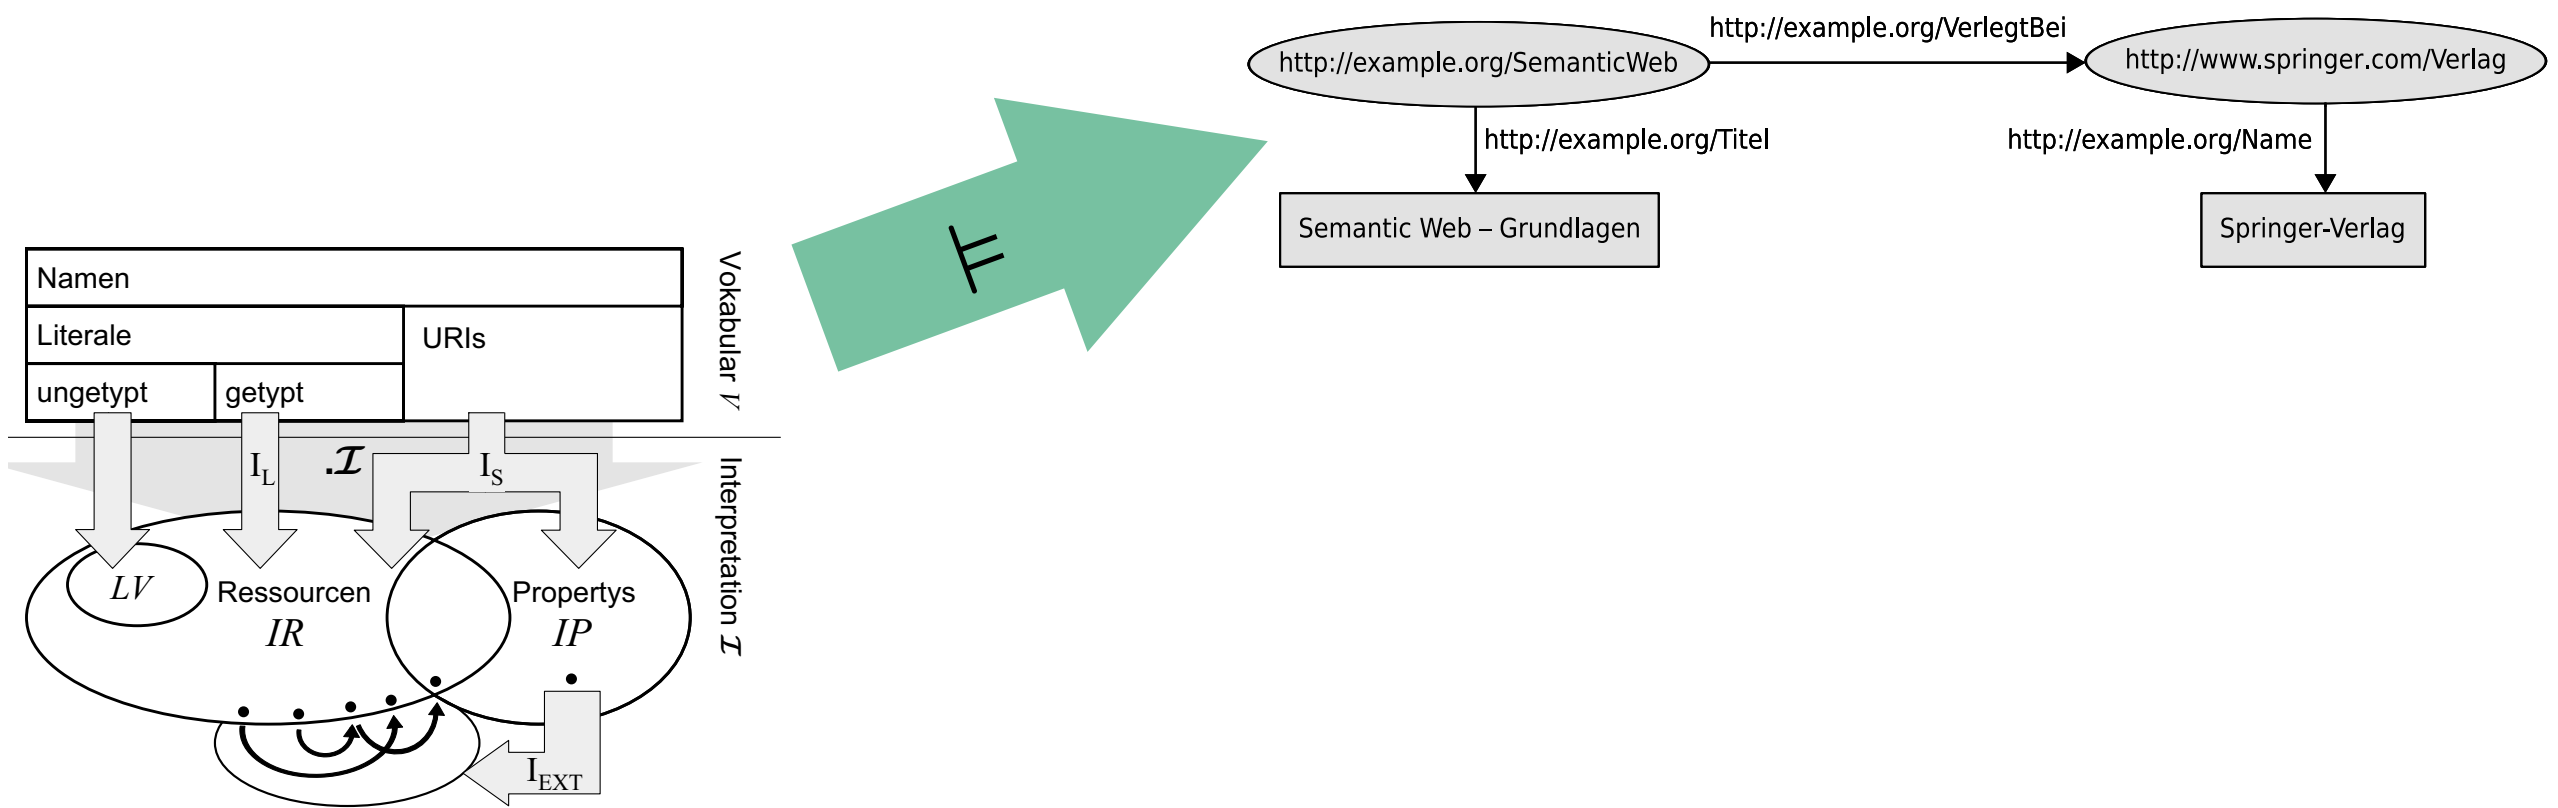 http://example.org/VerlegtBei
http://example.org/SemanticWeb
http://www.springer.com/Verlag
http://example.org/Titel
http://example.org/Name
Semantic Web – Grundlagen
Springer-Verlag
⊨
Namen
Literale
URIs
ungetypt
getypt
Vokabular V
I_L
.I
I_S
Interpretation I
LV
Ressourcen
IR
Propertys
IP
I_EXT